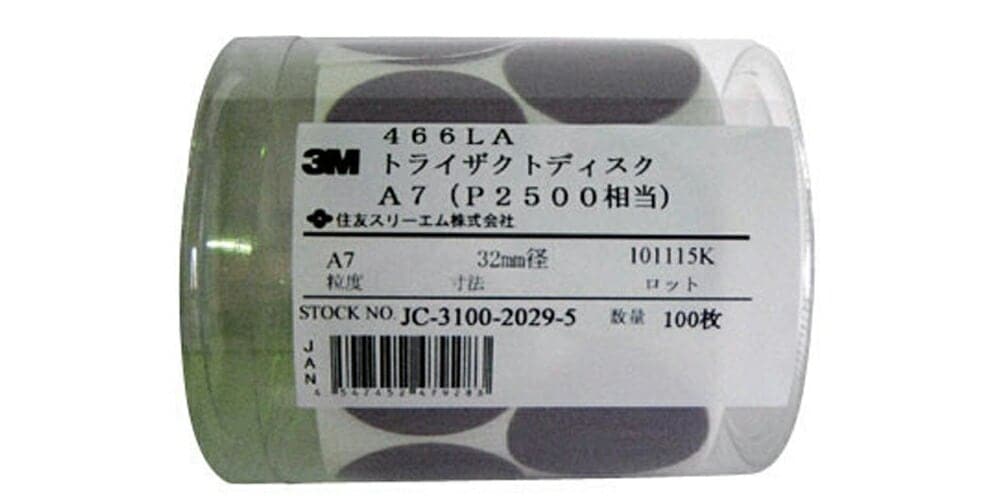 ４６６ＬＡ
3M トライザクトディスク
Ａ７（Ｐ２５００相当）
住友スリーエム株式会社
A7 32mm径 101115K
粒度 寸法 ロット
STOCK NO. JC-3100-2029-5 数量 100枚
JAN
4 547452 479283